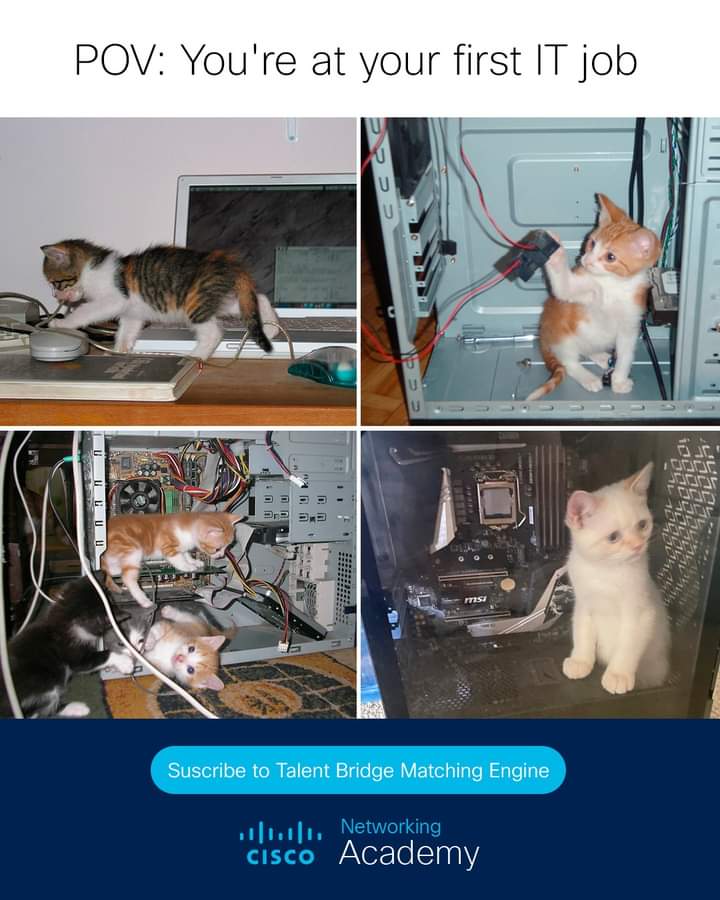 POV: You're at your first IT job
msi
Suscribe to Talent Bridge Matching Engine
CISCO
Networking
Academy